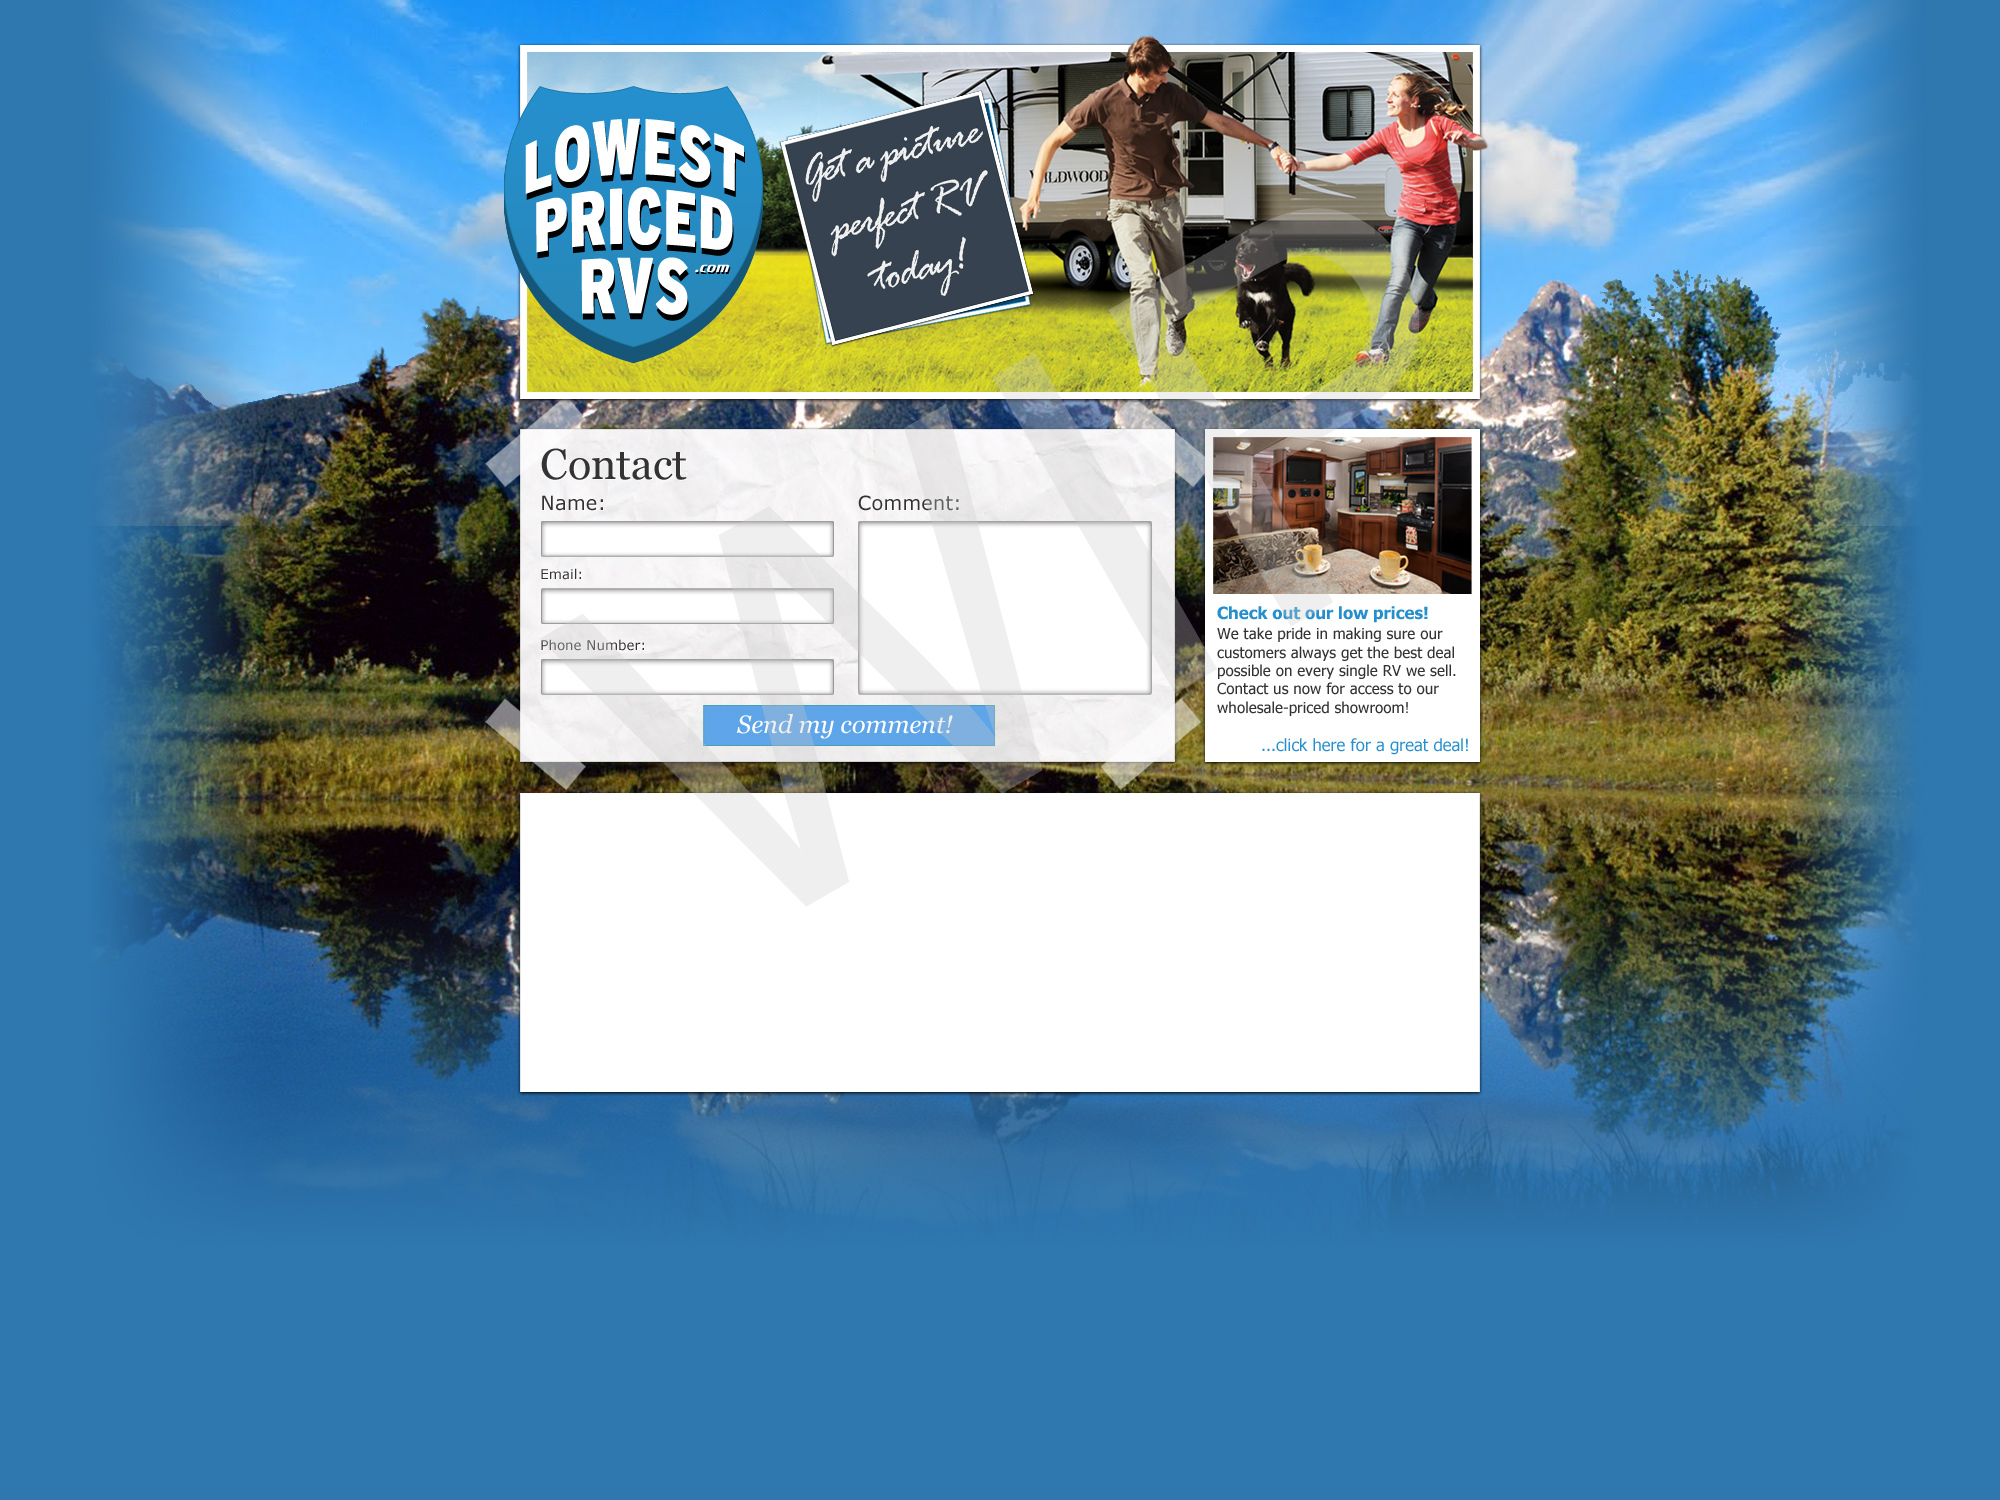 LOWEST
PRICED
RVS
.com
Get a picture
perfect RV
today!
WILDWOOD
Contact
Name:
Comment:
Email:
Phone Number:
Send my comment!
Check out our low prices!
We take pride in making sure our
customers always get the best deal
possible on every single RV we sell.
Contact us now for access to our
wholesale-priced showroom!
...click here for a great deal!
WIP